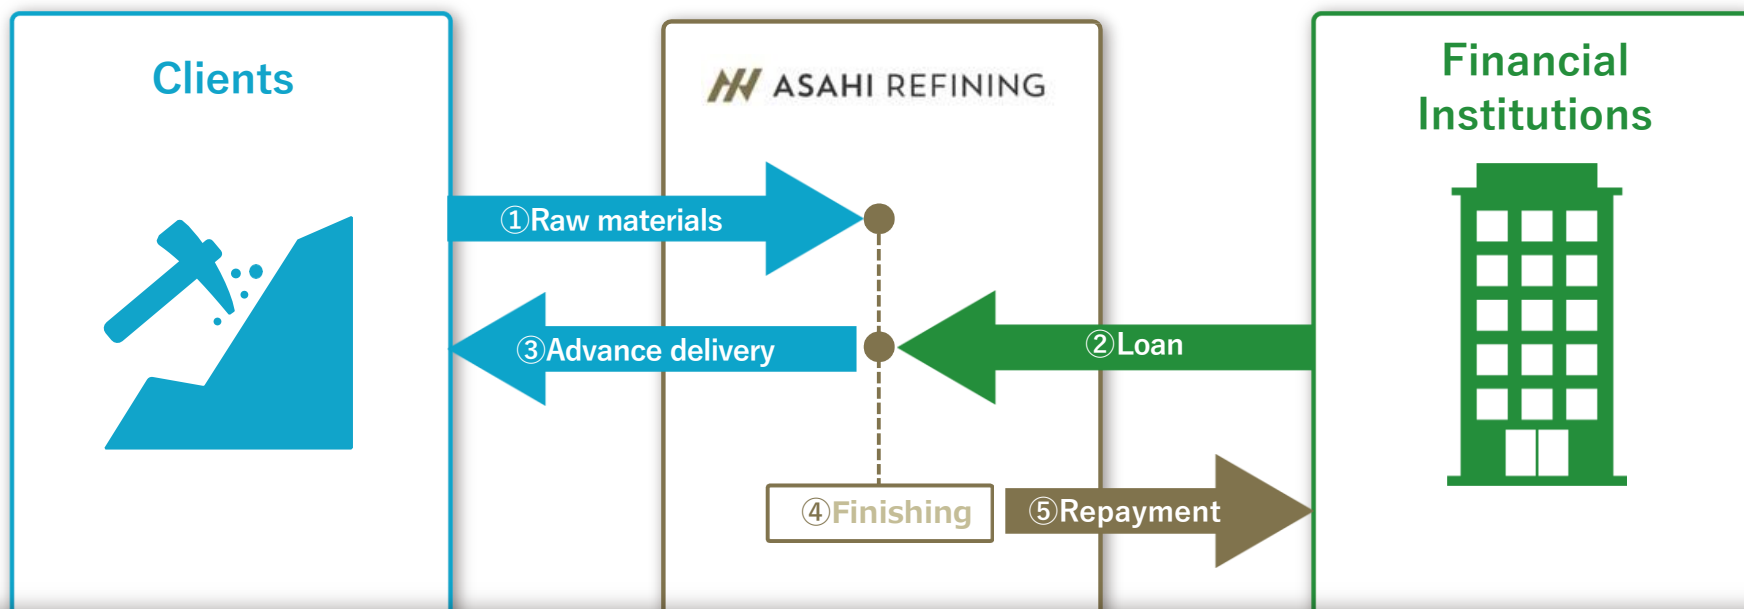 Clients
ASAHI REFINING
Financial
Institutions
①Raw materials
②Loan
③Advance delivery
④Finishing
⑤Repayment